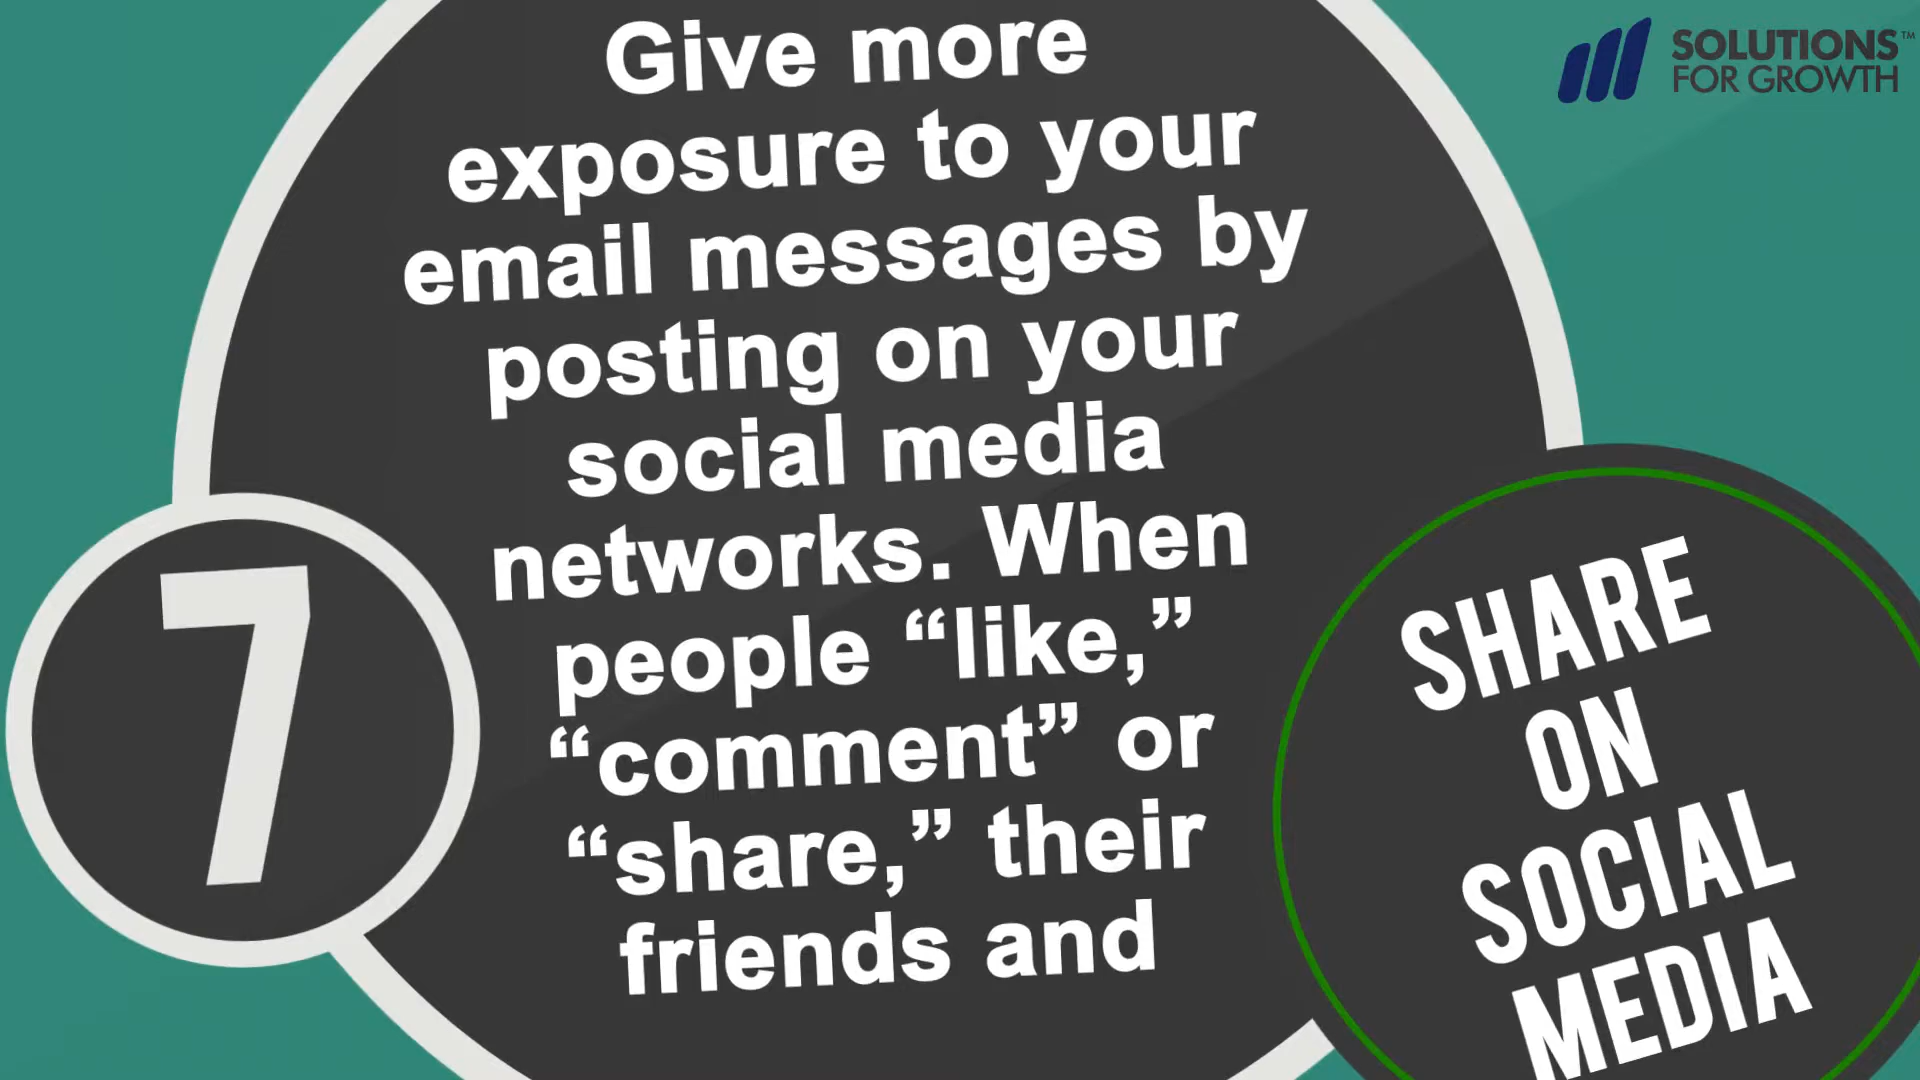 SOLUTIONS™
FOR GROWTH
Give more
exposure to your
email messages by
posting on your
social media
networks. When
people “like,”
“comment” or
“share,” their
friends and
7
SHARE
ON
SOCIAL
MEDIA